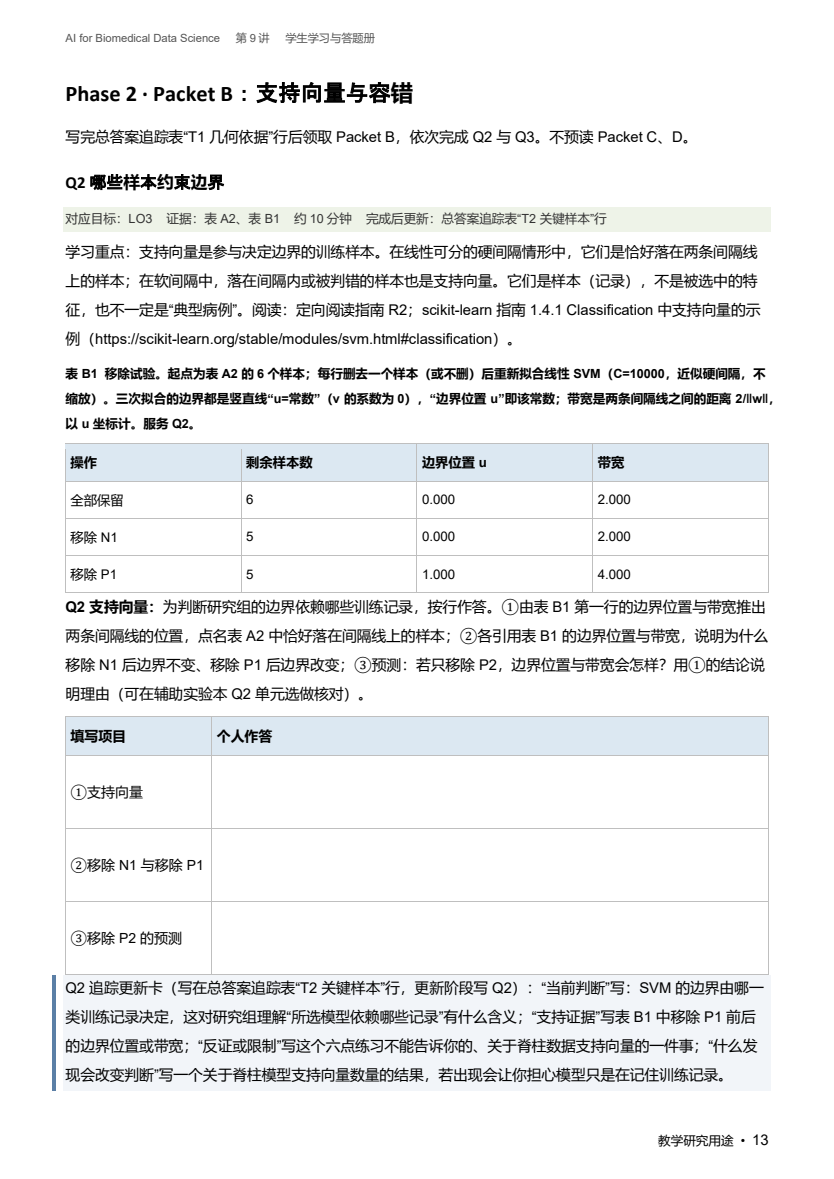 AI for Biomedical Data Science 第 9 讲 学生学习与答题册
Phase 2 · Packet B：支持向量与容错
写完总答案追踪表“T1 几何依据”行后领取 Packet B，依次完成 Q2 与 Q3。不预读 Packet C、D。
Q2 哪些样本约束边界
对应目标：LO3 证据：表 A2、表 B1 约 10 分钟 完成后更新：总答案追踪表“T2 关键样本”行
学习重点：支持向量是参与决定边界的训练样本。在线性可分的硬间隔情形中，它们是恰好落在两条间隔线
上的样本；在软间隔中，落在间隔内或被判错的样本也是支持向量。它们是样本（记录），不是被选中的特
征，也不一定是“典型病例”。阅读：定向阅读指南 R2；scikit-learn 指南 1.4.1 Classification 中支持向量的示
例（https://scikit-learn.org/stable/modules/svm.html#classification）。
表 B1 移除试验。起点为表 A2 的 6 个样本；每行删去一个样本（或不删）后重新拟合线性 SVM（C=10000，近似硬间隔，不
缩放）。三次拟合的边界都是竖直线“u=常数”（v 的系数为 0），“边界位置 u”即该常数；带宽是两条间隔线之间的距离 2/‖w‖，
以 u 坐标计。服务 Q2。
操作 剩余样本数 边界位置 u 带宽
全部保留 6 0.000 2.000
移除 N1 5 0.000 2.000
移除 P1 5 1.000 4.000
Q2 支持向量：为判断研究组的边界依赖哪些训练记录，按行作答。①由表 B1 第一行的边界位置与带宽推出
两条间隔线的位置，点名表 A2 中恰好落在间隔线上的样本；②各引用表 B1 的边界位置与带宽，说明为什么
移除 N1 后边界不变、移除 P1 后边界改变；③预测：若只移除 P2，边界位置与带宽会怎样？用①的结论说
明理由（可在辅助实验本 Q2 单元选做核对）。
填写项目 个人作答
①支持向量
②移除 N1 与移除 P1
③移除 P2 的预测
Q2 追踪更新卡（写在总答案追踪表“T2 关键样本”行，更新阶段写 Q2）：“当前判断”写：SVM 的边界由哪一
类训练记录决定，这对研究组理解“所选模型依赖哪些记录”有什么含义；“支持证据”写表 B1 中移除 P1 前后
的边界位置或带宽；“反证或限制”写这个六点练习不能告诉你的、关于脊柱数据支持向量的一件事；“什么发
现会改变判断”写一个关于脊柱模型支持向量数量的结果，若出现会让你担心模型只是在记住训练记录。
教学研究用途 • 13